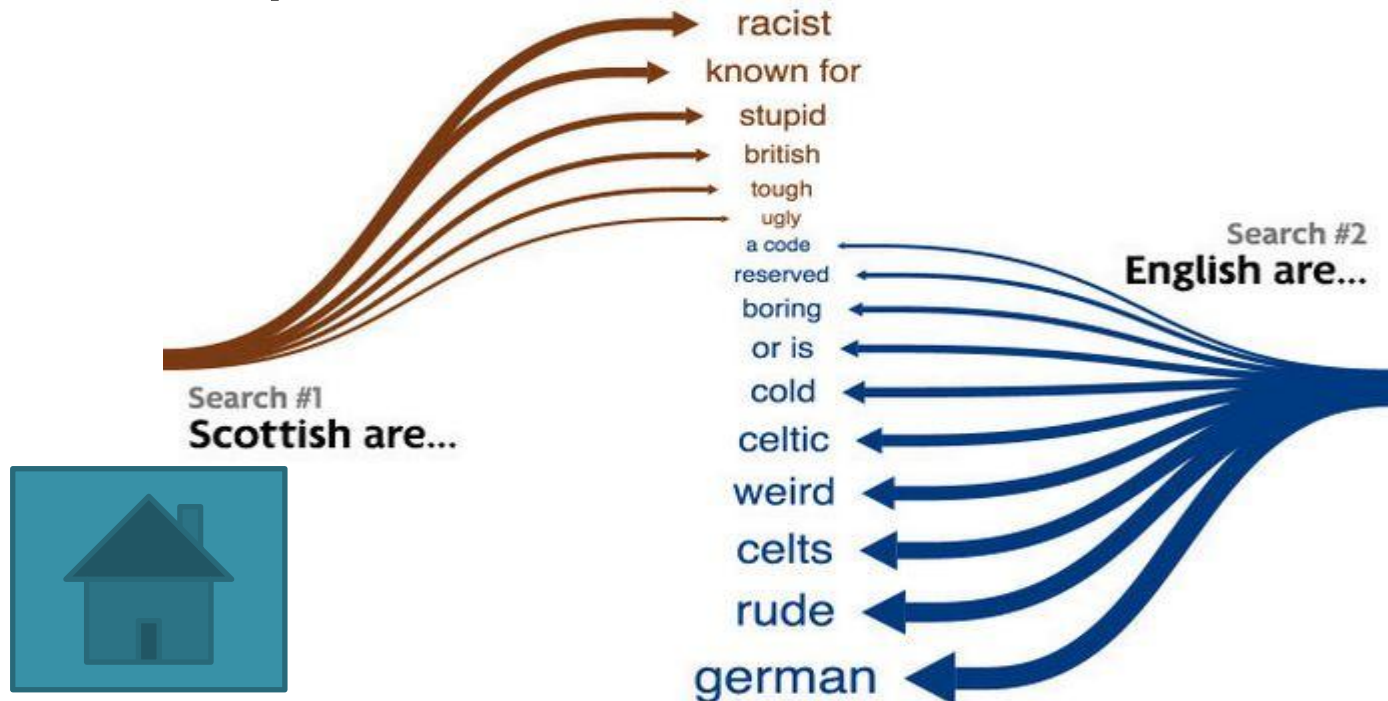 racist
known for
stupid
british
tough
ugly
a code
reserved
boring
or is
cold
celtic
weird
celts
rude
german
Search #1
Scottish are...
Search #2
English are...